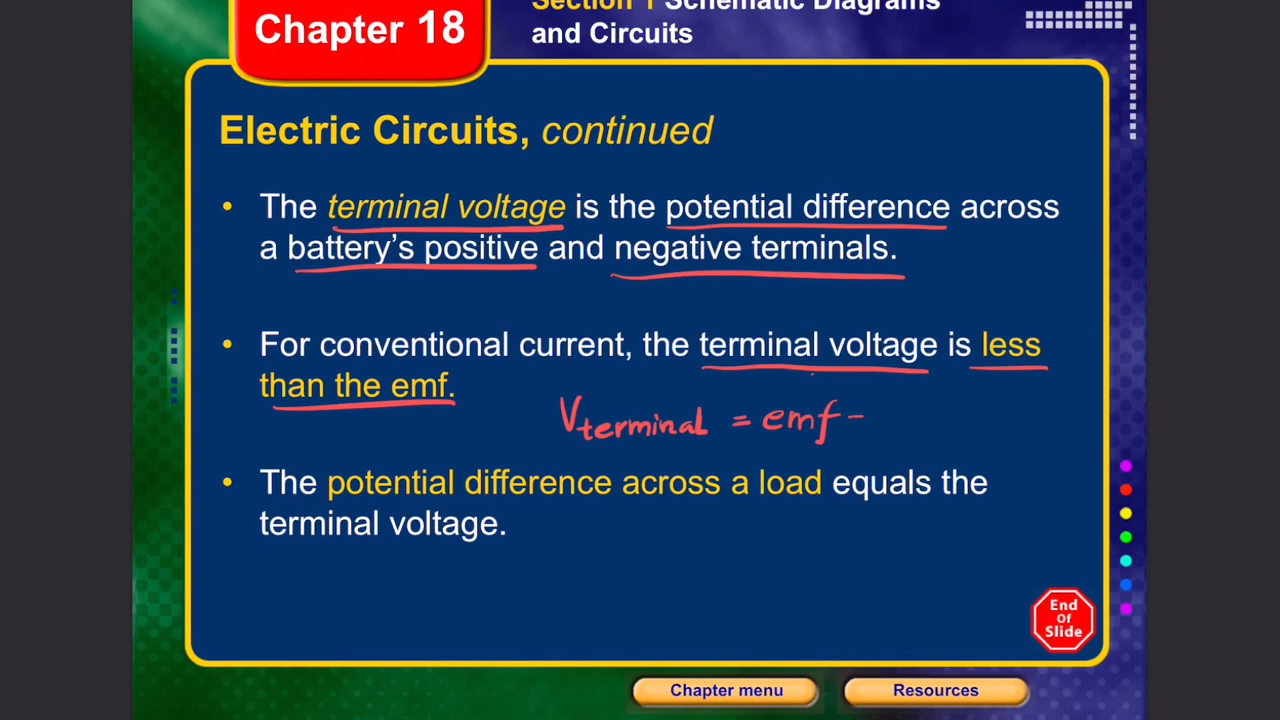 Section 1 Schematic Diagrams
Chapter 18
and Circuits
Electric Circuits, continued
• The terminal voltage is the potential difference across
a battery's positive and negative terminals.
• For conventional current, the terminal voltage is less
than the emf.
Vterminal = emf -
• The potential difference across a load equals the
terminal voltage.
End
Of
Slide
Chapter menu
Resources